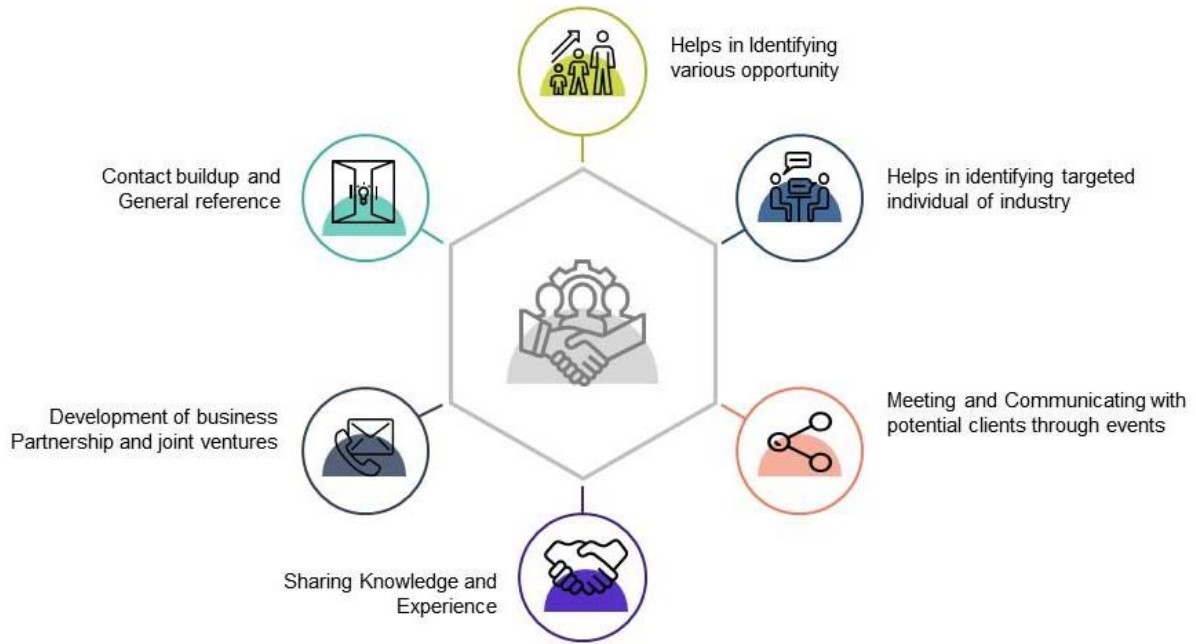 Helps in Identifying
various opportunity
Contact buildup and
General reference
Helps in identifying targeted
individual of industry
Development of business
Partnership and joint ventures
Meeting and Communicating with
potential clients through events
Sharing Knowledge and
Experience